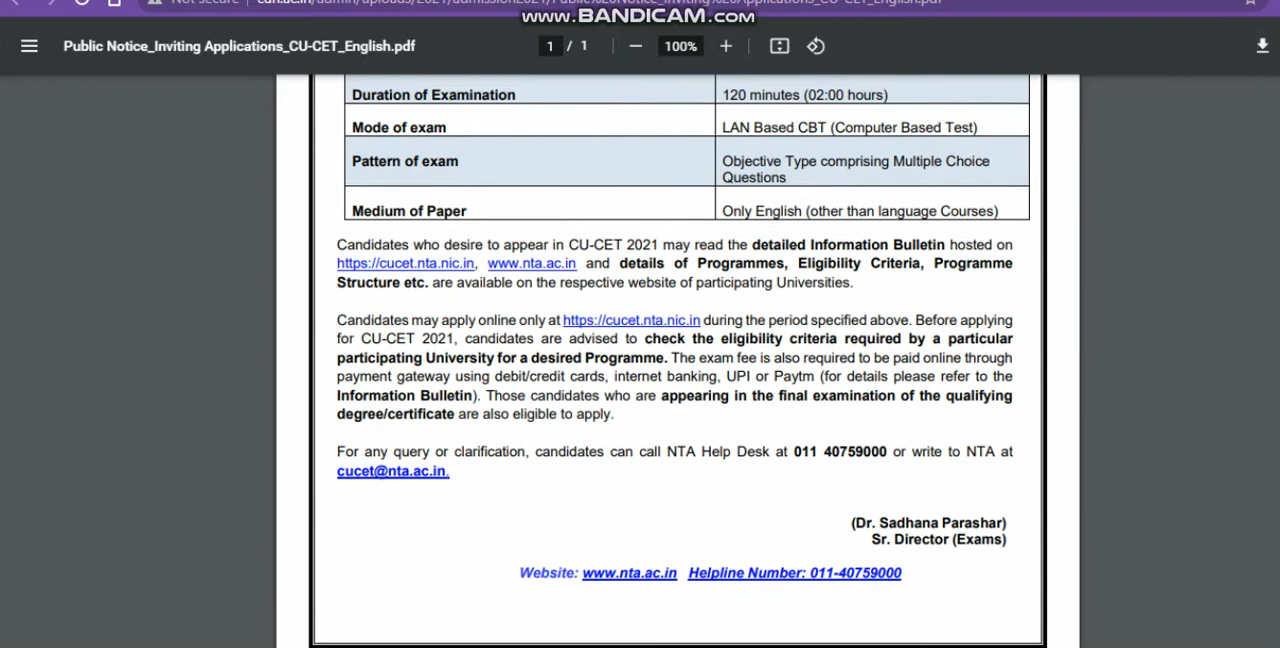 Not secure
www.BANDICAM.com
Public Notice_Inviting Applications_CU-CET_English.pdf
1 / 1
100%
Duration of Examination 120 minutes (02:00 hours)
Mode of exam LAN Based CBT (Computer Based Test)
Pattern of exam Objective Type comprising Multiple Choice
Questions
Medium of Paper Only English (other than language Courses)
Candidates who desire to appear in CU-CET 2021 may read the detailed Information Bulletin hosted on
https://cucet.nta.nic.in, www.nta.ac.in and details of Programmes, Eligibility Criteria, Programme
Structure etc. are available on the respective website of participating Universities.
Candidates may apply online only at https://cucet.nta.nic.in during the period specified above. Before applying
for CU-CET 2021, candidates are advised to check the eligibility criteria required by a particular
participating University for a desired Programme. The exam fee is also required to be paid online through
payment gateway using debit/credit cards, internet banking, UPI or Paytm (for details please refer to the
Information Bulletin). Those candidates who are appearing in the final examination of the qualifying
degree/certificate are also eligible to apply.
For any query or clarification, candidates can call NTA Help Desk at 011 40759000 or write to NTA at
cucet@nta.ac.in.
(Dr. Sadhana Parashar)
Sr. Director (Exams)
Website: www.nta.ac.in Helpline Number: 011-40759000